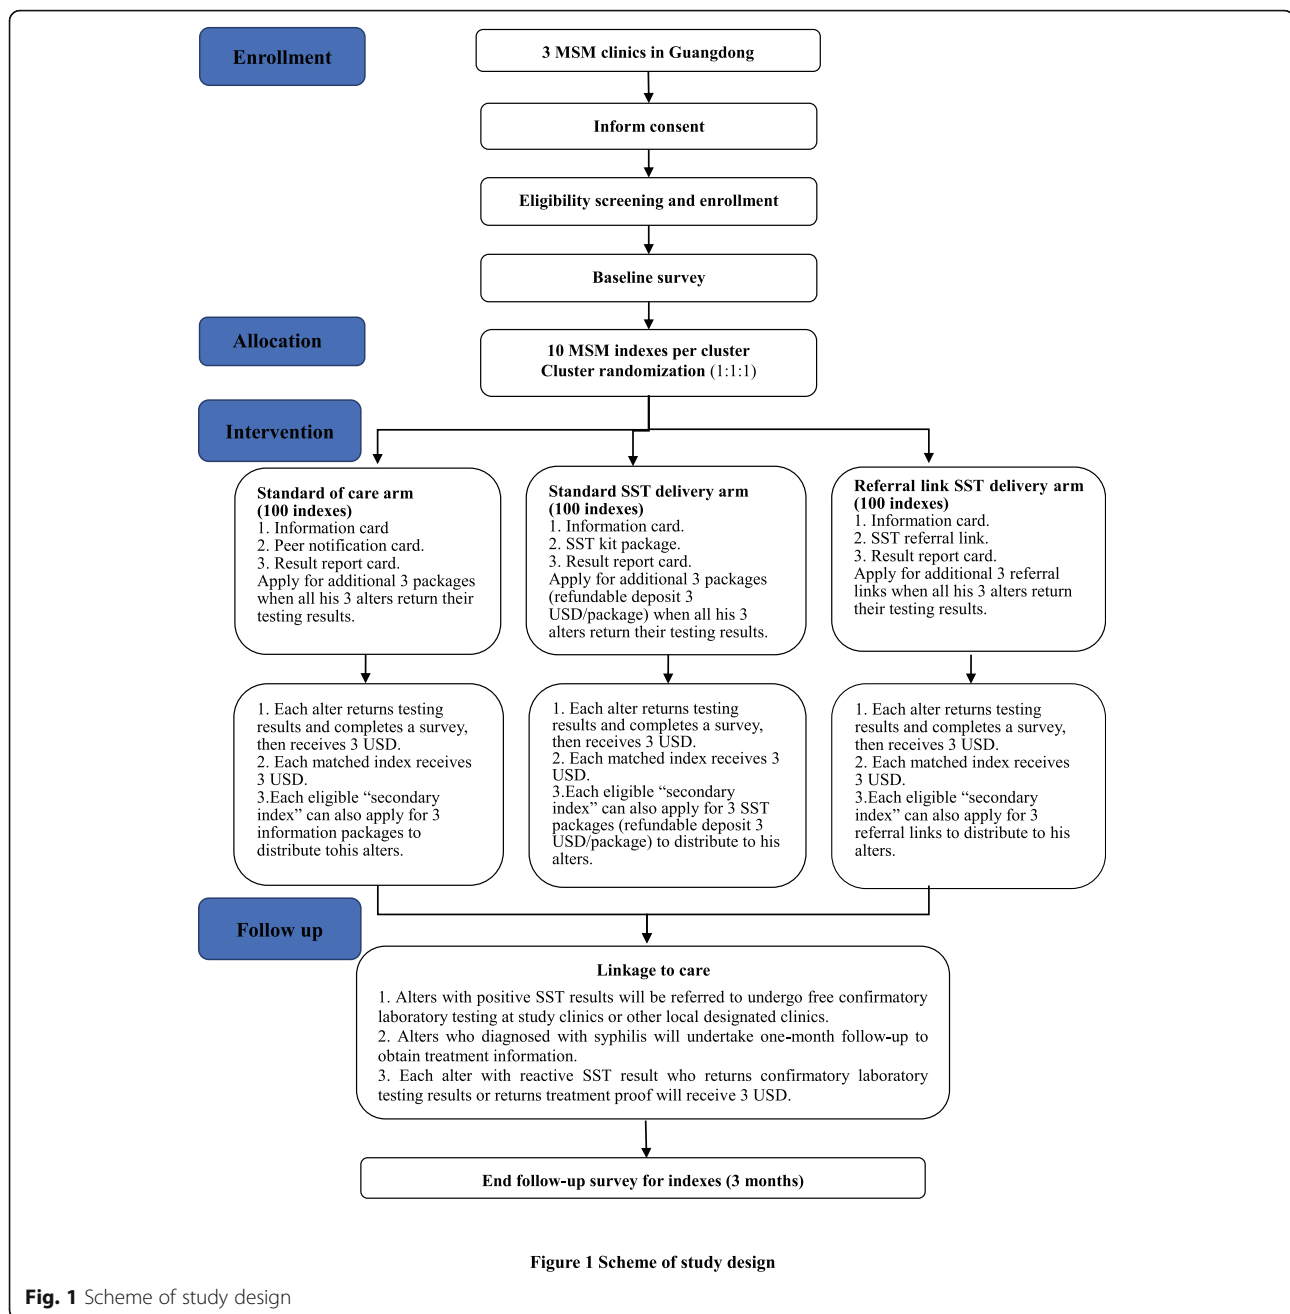 Enrollment
3 MSM clinics in Guangdong
Inform consent
Eligibility screening and enrollment
Baseline survey
Allocation
10 MSM indexes per cluster
Cluster randomization (1:1:1)
Intervention
Standard of care arm
(100 indexes)
1. Information card
2. Peer notification card.
3. Result report card.
Apply for additional 3 packages
when all his 3 alters return their
testing results.
Standard SST delivery arm
(100 indexes)
1. Information card.
2. SST kit package.
3. Result report card.
Apply for additional 3 packages
(refundable deposit 3
USD/package) when all his 3
alters return their testing results.
Referral link SST delivery arm
(100 indexes)
1. Information card.
2. SST referral link.
3. Result report card.
Apply for additional 3 referral
links when all his 3 alters return
their testing results.
1. Each alter returns testing
results and completes a survey,
then receives 3 USD.
2. Each matched index receives
3 USD.
3.Each eligible “secondary
index” can also apply for 3
information packages to
distribute tohis alters.
1. Each alter returns testing
results and completes a survey,
then receives 3 USD.
2. Each matched index receives 3
USD.
3.Each eligible “secondary
index” can also apply for 3 SST
packages (refundable deposit 3
USD/package) to distribute to his
alters.
1. Each alter returns testing
results and completes a survey,
then receives 3 USD.
2. Each matched index receives
3 USD.
3.Each eligible “secondary
index” can also apply for 3
referral links to distribute to his
alters.
Follow up
Linkage to care
1. Alters with positive SST results will be referred to undergo free confirmatory
laboratory testing at study clinics or other local designated clinics.
2. Alters who diagnosed with syphilis will undertake one-month follow-up to
obtain treatment information.
3. Each alter with reactive SST result who returns confirmatory laboratory
testing results or returns treatment proof will receive 3 USD.
End follow-up survey for indexes (3 months)
Figure 1 Scheme of study design
Fig. 1 Scheme of study design